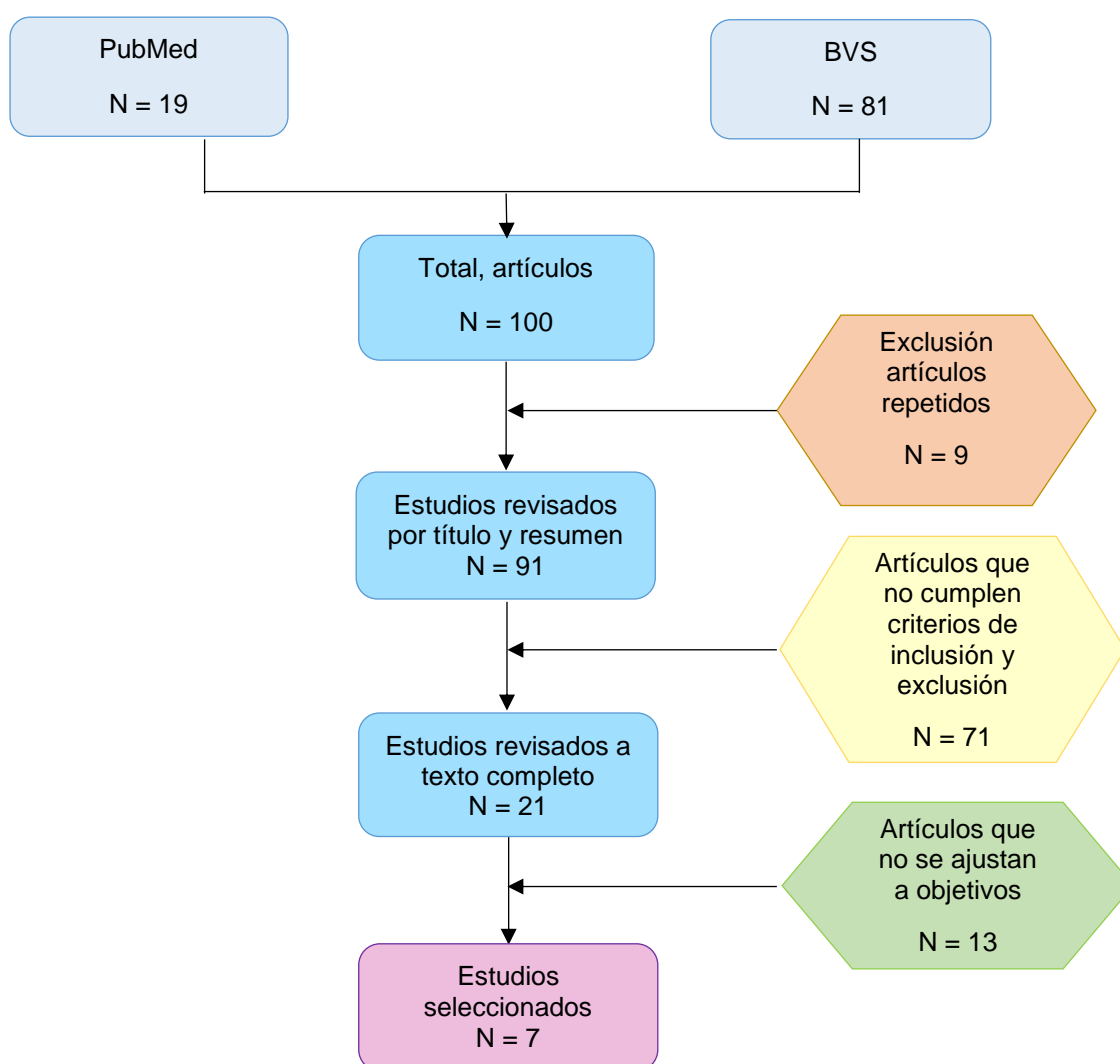 PubMed
N = 19
BVS
N = 81
Total, artículos
N = 100
Exclusión
artículos
repetidos
N = 9
Estudios revisados
por título y resumen
N = 91
Artículos que
no cumplen
criterios de
inclusión y
exclusión
N = 71
Estudios revisados a
texto completo
N = 21
Artículos que
no se ajustan
a objetivos
N = 13
Estudios
seleccionados
N = 7